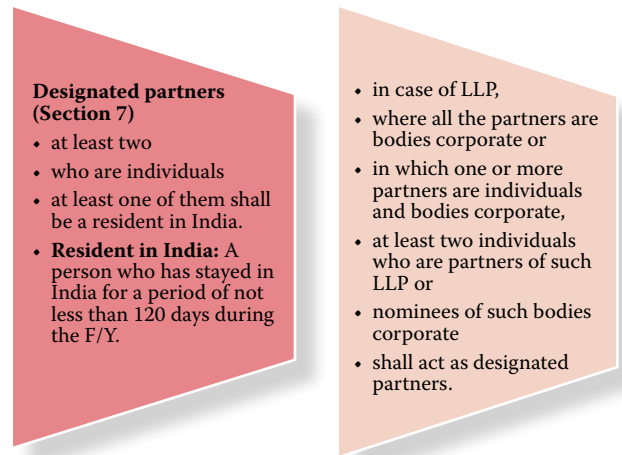 Designated partners
(Section 7)
• at least two
• who are individuals
• at least one of them shall
be a resident in India.
• Resident in India: A
person who has stayed in
India for a period of not
less than 120 days during
the F/Y.
• in case of LLP,
• where all the partners are
bodies corporate or
• in which one or more
partners are individuals
and bodies corporate,
• at least two individuals
who are partners of such
LLP or
• nominees of such bodies
corporate
• shall act as designated
partners.